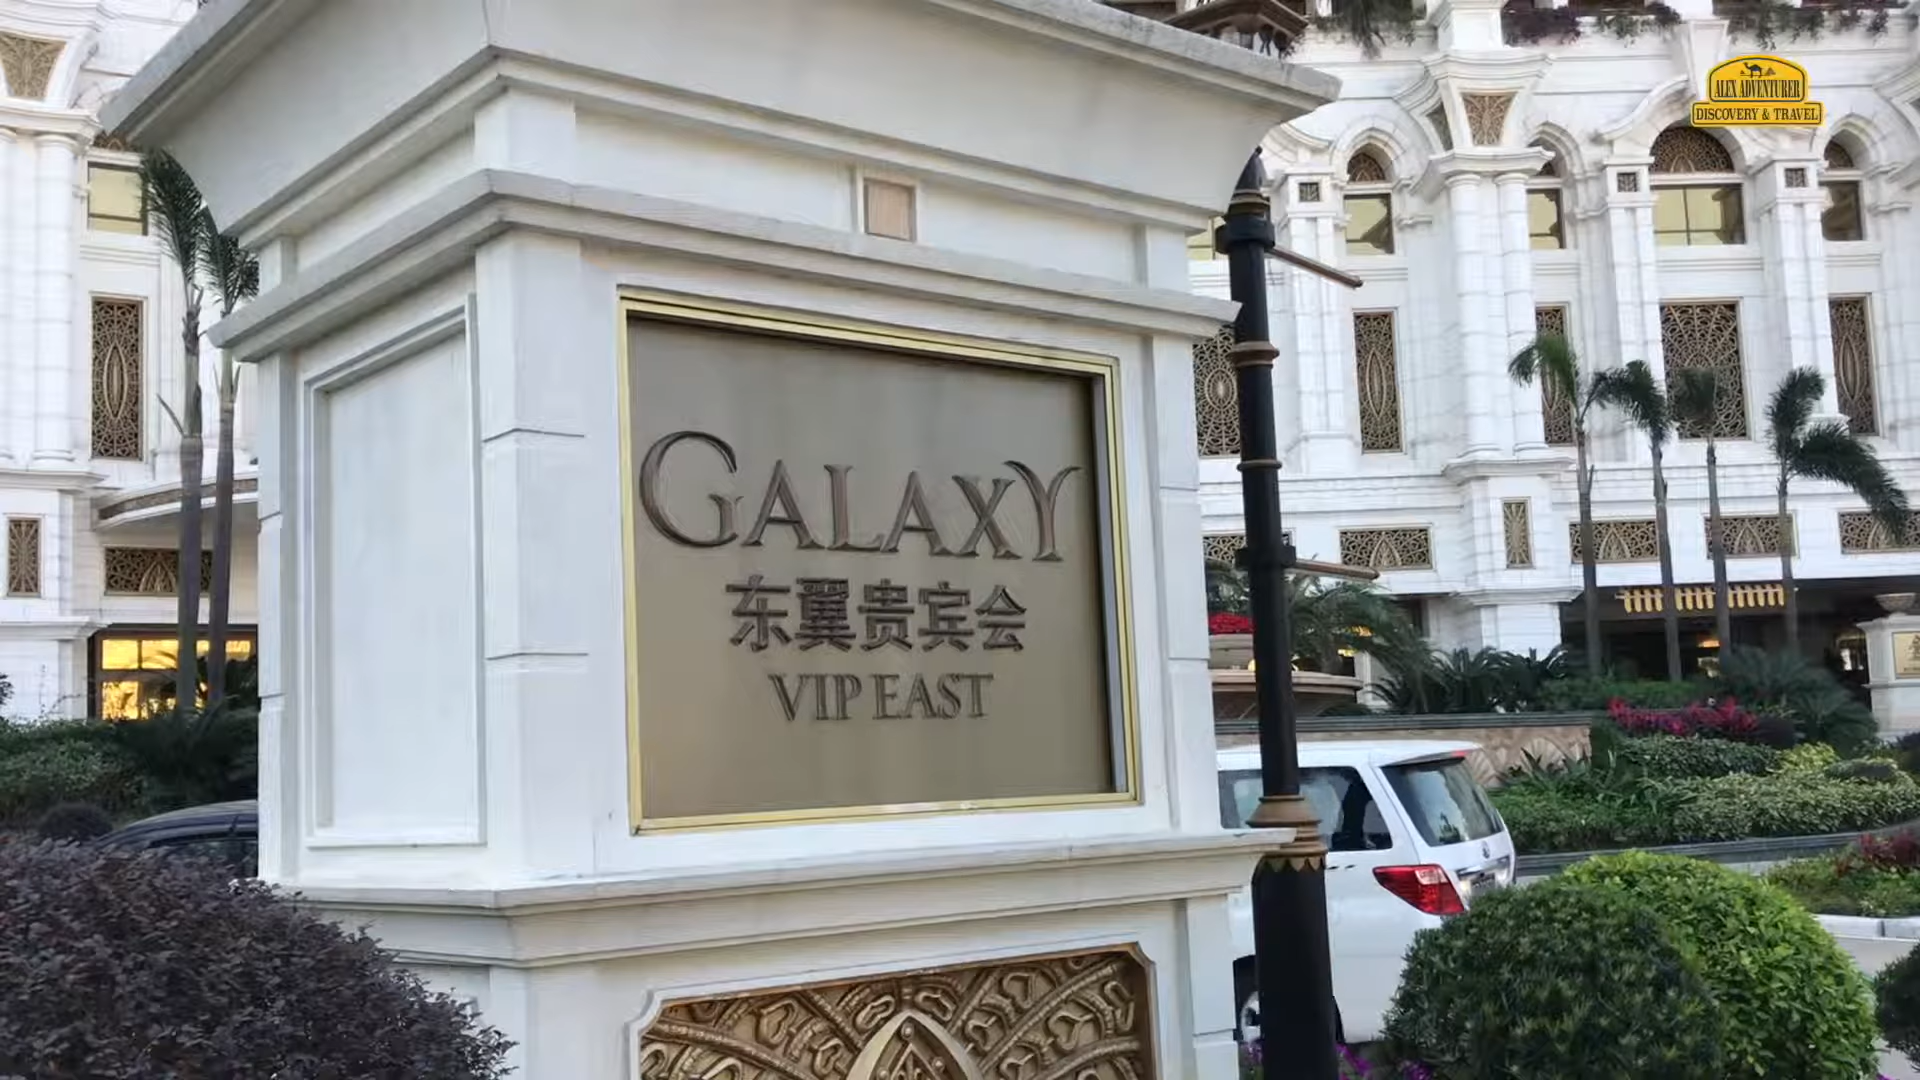 ALEX ADVENTURER
DISCOVERY & TRAVEL
GALAXY
东翼贵宾会
VIP EAST